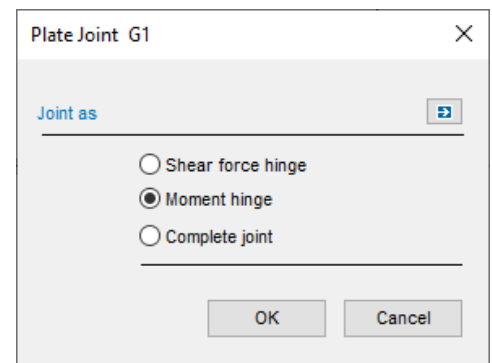 Plate Joint G1
Joint as
Shear force hinge
Moment hinge
Complete joint
OK Cancel